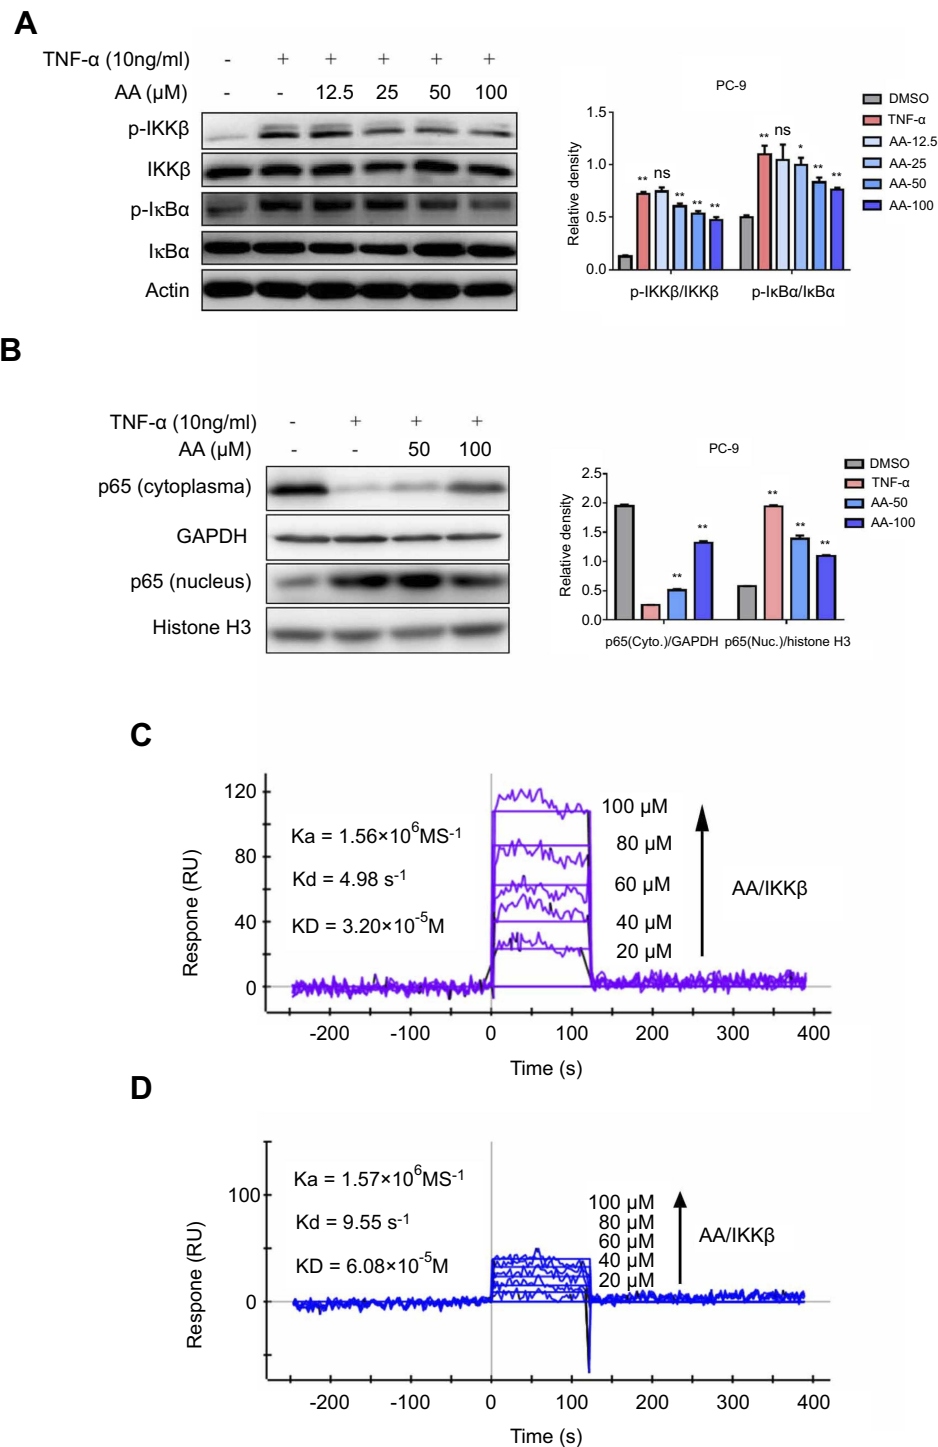 A
TNF-α (10ng/ml) - + + + + +
AA (μM) - - 12.5 25 50 100
p-IKKβ
IKKβ
p-IκBα
IκBα
Actin
PC-9
Relative density
1.5
1.0
0.5
0.0
** ns ** ** **
** ns * ** **
p-IKKβ/IKKβ p-IκBα/IκBα
DMSO
TNF-α
AA-12.5
AA-25
AA-50
AA-100
B
TNF-α (10ng/ml) - + + +
AA (μM) - - 50 100
p65 (cytoplasma)
GAPDH
p65 (nucleus)
Histone H3
PC-9
Relative density
2.5
2.0
1.5
1.0
0.5
0.0
** **
** ** **
p65(Cyto.)/GAPDH p65(Nuc.)/histone H3
DMSO
TNF-α
AA-50
AA-100
C
Respone (RU)
120
80
40
0
Ka = 1.56×10⁶MS⁻¹
Kd = 4.98 s⁻¹
KD = 3.20×10⁻⁵M
100 μM
80 μM
60 μM
40 μM
20 μM
AA/IKKβ
-200 -100 0 100 200 300 400
Time (s)
D
Respone (RU)
100
0
Ka = 1.57×10⁶MS⁻¹
Kd = 9.55 s⁻¹
KD = 6.08×10⁻⁵M
100 μM
80 μM
60 μM
40 μM
20 μM
AA/IKKβ
-200 -100 0 100 200 300 400
Time (s)